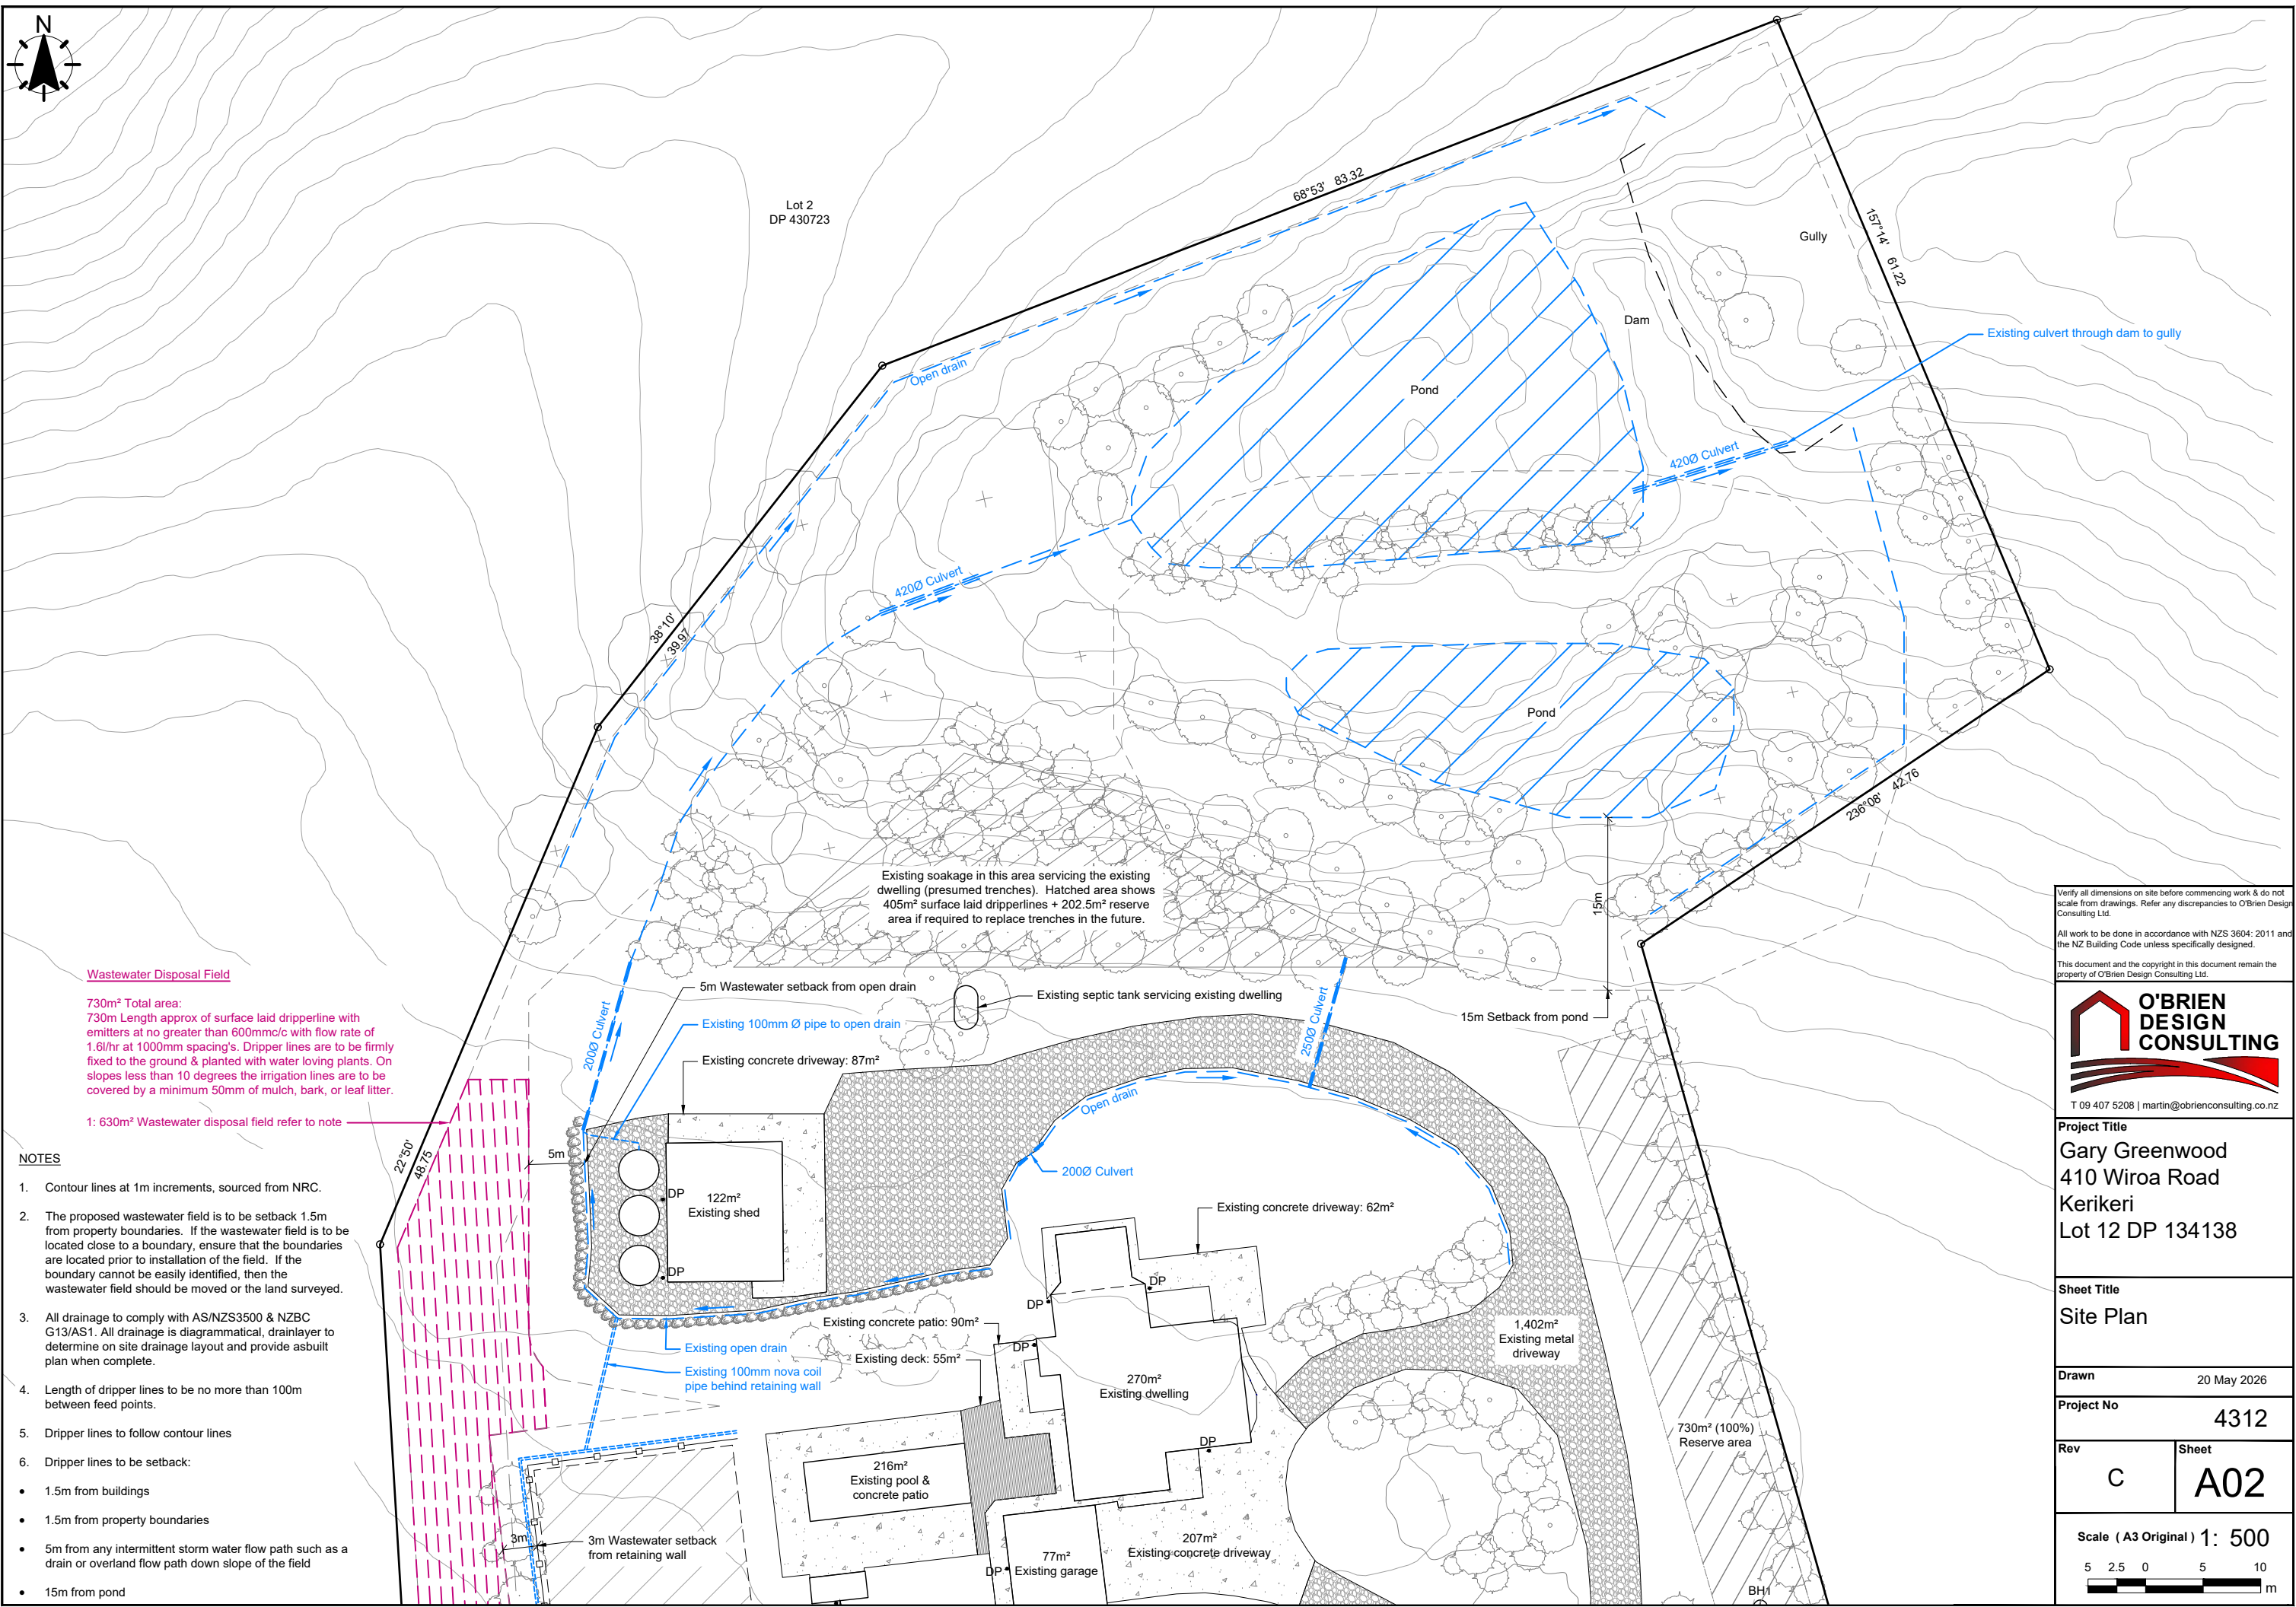 N
Lot 2
DP 430723
68°53' 83.32
157°14' 61.22
Gully
Dam
Existing culvert through dam to gully
Open drain
Pond
420Ø Culvert
420Ø Culvert
38°10'
39.97
Pond
236°08' 42.76
15m
Existing soakage in this area servicing the existing
dwelling (presumed trenches). Hatched area shows
405m² surface laid dripperlines + 202.5m² reserve
area if required to replace trenches in the future.
Wastewater Disposal Field
730m² Total area:
730m Length approx of surface laid dripperline with
emitters at no greater than 600mmc/c with flow rate of
1.6l/hr at 1000mm spacing's. Dripper lines are to be firmly
fixed to the ground & planted with water loving plants. On
slopes less than 10 degrees the irrigation lines are to be
covered by a minimum 50mm of mulch, bark, or leaf litter.
1: 630m² Wastewater disposal field refer to note
5m Wastewater setback from open drain
Existing septic tank servicing existing dwelling
Existing 100mm Ø pipe to open drain
15m Setback from pond
200Ø Culvert
250Ø Culvert
Existing concrete driveway: 87m²
Open drain
22°50'
48.75
5m
200Ø Culvert
DP
122m²
Existing shed
DP
Existing concrete driveway: 62m²
DP
DP
DP
Existing concrete patio: 90m²
Existing open drain
Existing deck: 55m²
Existing 100mm nova coil
pipe behind retaining wall
270m²
Existing dwelling
1,402m²
Existing metal
driveway
DP
730m² (100%)
Reserve area
216m²
Existing pool &
concrete patio
3m
3m Wastewater setback
from retaining wall
207m²
Existing concrete driveway
77m²
Existing garage
DP
BH1
NOTES
1. Contour lines at 1m increments, sourced from NRC.
2. The proposed wastewater field is to be setback 1.5m
from property boundaries. If the wastewater field is to be
located close to a boundary, ensure that the boundaries
are located prior to installation of the field. If the
boundary cannot be easily identified, then the
wastewater field should be moved or the land surveyed.
3. All drainage to comply with AS/NZS3500 & NZBC
G13/AS1. All drainage is diagrammatical, drainlayer to
determine on site drainage layout and provide asbuilt
plan when complete.
4. Length of dripper lines to be no more than 100m
between feed points.
5. Dripper lines to follow contour lines
6. Dripper lines to be setback:
• 1.5m from buildings
• 1.5m from property boundaries
• 5m from any intermittent storm water flow path such as a
drain or overland flow path down slope of the field
• 15m from pond
Verify all dimensions on site before commencing work & do not
scale from drawings. Refer any discrepancies to O'Brien Design
Consulting Ltd.
All work to be done in accordance with NZS 3604: 2011 and
the NZ Building Code unless specifically designed.
This document and the copyright in this document remain the
property of O'Brien Design Consulting Ltd.
O'BRIEN
DESIGN
CONSULTING
T 09 407 5208 | martin@obrienconsulting.co.nz
Project Title
Gary Greenwood
410 Wiroa Road
Kerikeri
Lot 12 DP 134138
Sheet Title
Site Plan
Drawn 20 May 2026
Project No 4312
Rev C
Sheet A02
Scale ( A3 Original ) 1: 500
5 2.5 0 5 10
m